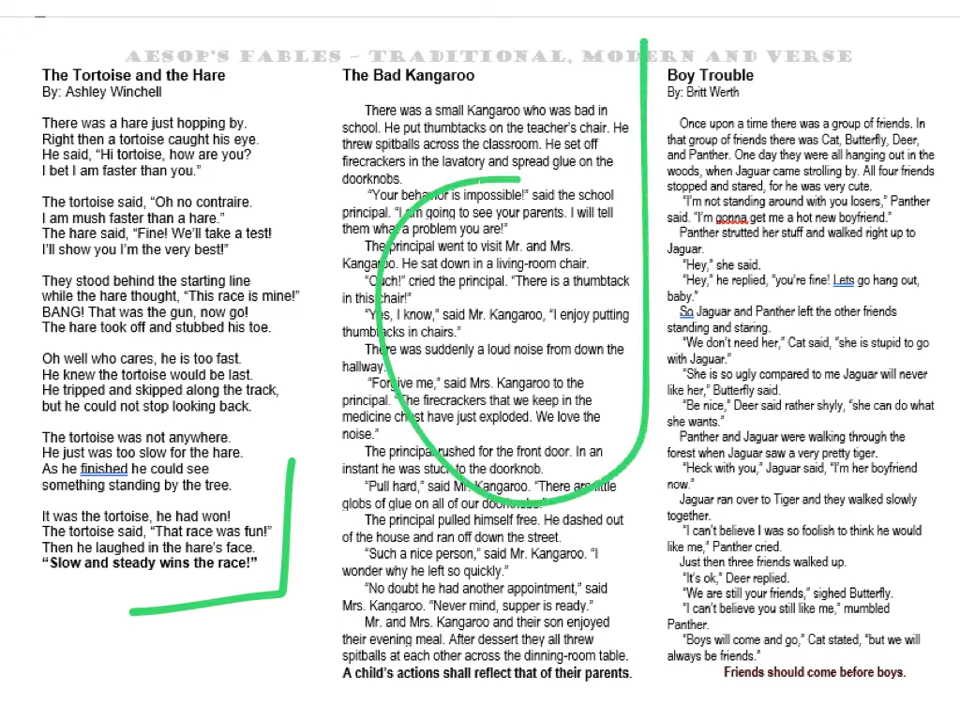 AESOP'S FABLES ~ TRADITIONAL, MODERN AND VERSE
The Tortoise and the Hare
By: Ashley Winchell
There was a hare just hopping by.
Right then a tortoise caught his eye.
He said, “Hi tortoise, how are you?
I bet I am faster than you.”
The tortoise said, “Oh no contraire.
I am mush faster than a hare.”
The hare said, “Fine! We’ll take a test!
I’ll show you I’m the very best!”
They stood behind the starting line
while the hare thought, “This race is mine!”
BANG! That was the gun, now go!
The hare took off and stubbed his toe.
Oh well who cares, he is too fast.
He knew the tortoise would be last.
He tripped and skipped along the track,
but he could not stop looking back.
The tortoise was not anywhere.
He just was too slow for the hare.
As he finished he could see
something standing by the tree.
It was the tortoise, he had won!
The tortoise said, “That race was fun!”
Then he laughed in the hare’s face.
“Slow and steady wins the race!”
The Bad Kangaroo
There was a small Kangaroo who was bad in
school. He put thumbtacks on the teacher’s chair. He
threw spitballs across the classroom. He set off
firecrackers in the lavatory and spread glue on the
doorknobs.
“Your behavior is impossible!” said the school
principal. “I am going to see your parents. I will tell
them what a problem you are!”
The principal went to visit Mr. and Mrs.
Kangaroo. He sat down in a living-room chair.
“Ouch!” cried the principal. “There is a thumbtack
in this chair!”
“Yes, I know,” said Mr. Kangaroo, “I enjoy putting
thumbtacks in chairs.”
There was suddenly a loud noise from down the
hallway.
“Forgive me,” said Mrs. Kangaroo to the
principal. “The firecrackers that we keep in the
medicine chest have just exploded. We love the
noise.”
The principal rushed for the front door. In an
instant he was stuck to the doorknob.
“Pull hard,” said Mr. Kangaroo. “There are little
globs of glue on all of our doorknobs.”
The principal pulled himself free. He dashed out
of the house and ran off down the street.
“Such a nice person,” said Mr. Kangaroo. “I
wonder why he left so quickly.”
“No doubt he had another appointment,” said
Mrs. Kangaroo. “Never mind, supper is ready.”
Mr. and Mrs. Kangaroo and their son enjoyed
their evening meal. After dessert they all threw
spitballs at each other across the dinning-room table.
A child’s actions shall reflect that of their parents.
Boy Trouble
By: Britt Werth
Once upon a time there was a group of friends. In
that group of friends there was Cat, Butterfly, Deer,
and Panther. One day they were all hanging out in the
woods, when Jaguar came strolling by. All four friends
stopped and stared, for he was very cute.
“I’m not standing around with you losers,” Panther
said. “I’m gonna get me a hot new boyfriend.”
Panther strutted her stuff and walked right up to
Jaguar.
“Hey,” she said.
“Hey,” he replied, “you’re fine! Lets go hang out,
baby.”
So Jaguar and Panther left the other friends
standing and staring.
“We don’t need her,” Cat said, “she is stupid to go
with Jaguar.”
“She is so ugly compared to me Jaguar will never
like her,” Butterfly said.
“Be nice,” Deer said rather shyly, “she can do what
she wants.”
Panther and Jaguar were walking through the
forest when Jaguar saw a very pretty tiger.
“Heck with you,” Jaguar said, “I’m her boyfriend
now.”
Jaguar ran over to Tiger and they walked slowly
together.
“I can’t believe I was so foolish to think he would
like me,” Panther cried.
Just then three friends walked up.
“It’s ok,” Deer replied.
“We are still your friends,” sighed Butterfly.
“I can’t believe you still like me,” mumbled
Panther.
“Boys will come and go,” Cat stated, “but we will
always be friends.”
Friends should come before boys.